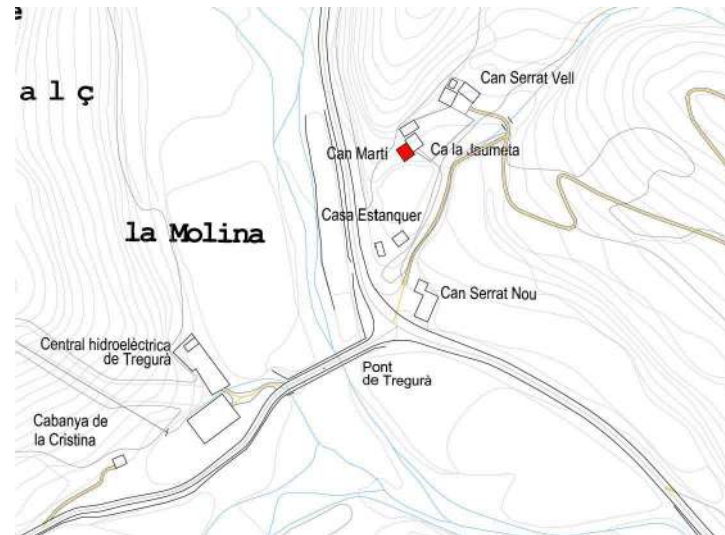 a l ç
Can Serrat Vell
Can Martí
Ca la Jaumeta
Casa Estanquer
la Molina
Can Serrat Nou
Central hidroelèctrica
de Tregurà
Pont
de Tregurà
Cabanya de
la Cristina